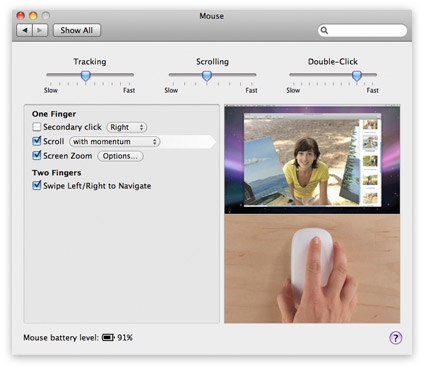 Mouse
Show All
Tracking Scrolling Double-Click
Slow Fast Slow Fast Slow Fast
One Finger
Secondary click Right
Scroll with momentum
Screen Zoom Options...
Two Fingers
Swipe Left/Right to Navigate
Mouse battery level: 91%
?